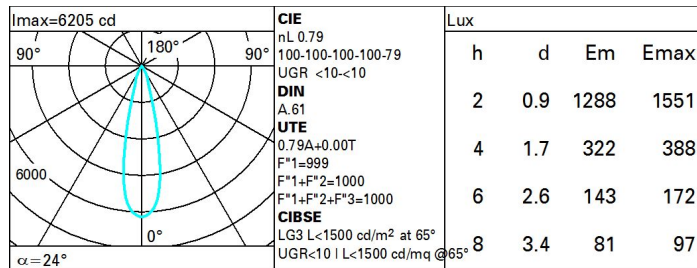 Imax=6205 cd
90°
180°
90°
6000
0°
α=24°
CIE
nL 0.79
100-100-100-100-79
UGR <10-<10
DIN
A.61
UTE
0.79A+0.00T
F"1=999
F"1+F"2=1000
F"1+F"2+F"3=1000
CIBSE
LG3 L<1500 cd/m² at 65°
UGR<10 | L<1500 cd/mq @65°
Lux
h d Em Emax
2 0.9 1288 1551
4 1.7 322 388
6 2.6 143 172
8 3.4 81 97